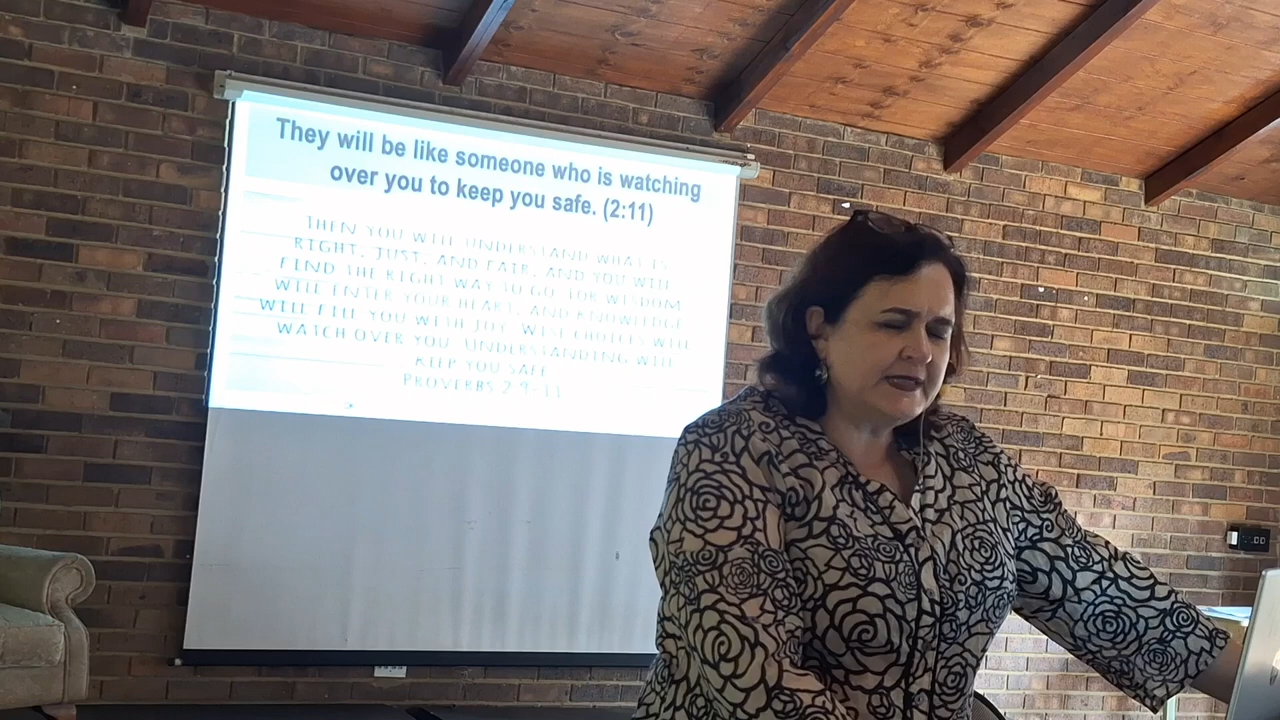 They will be like someone who is watching
over you to keep you safe. (2:11)
THEN YOU WILL UNDERSTAND WHAT IS
RIGHT, JUST, AND FAIR, AND YOU WILL
FIND THE RIGHT WAY TO GO. FOR WISDOM
WILL ENTER YOUR HEART, AND KNOWLEDGE
WILL FILL YOU WITH JOY. WISE CHOICES WILL
WATCH OVER YOU. UNDERSTANDING WILL
KEEP YOU SAFE.
PROVERBS 2:9-11